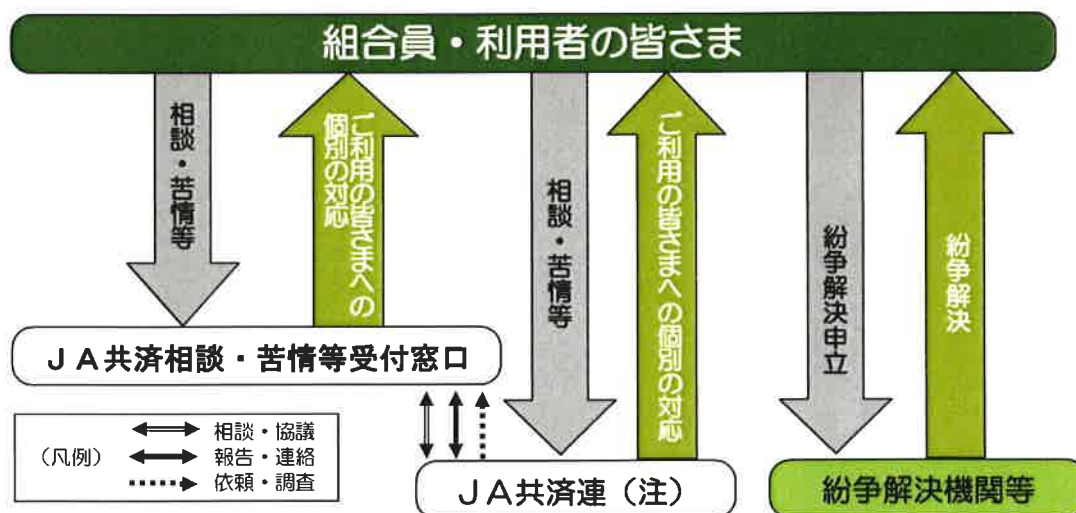 組合員・利用者の皆さま
相談・苦情等
ご利用の皆さまへの
個別の対応
相談・苦情等
ご利用の皆さまへの個別の対応
紛争解決申立
紛争解決
JA共済相談・苦情等受付窓口
(凡例)
相談・協議
報告・連絡
依頼・調査
JA共済連(注)
紛争解決機関等